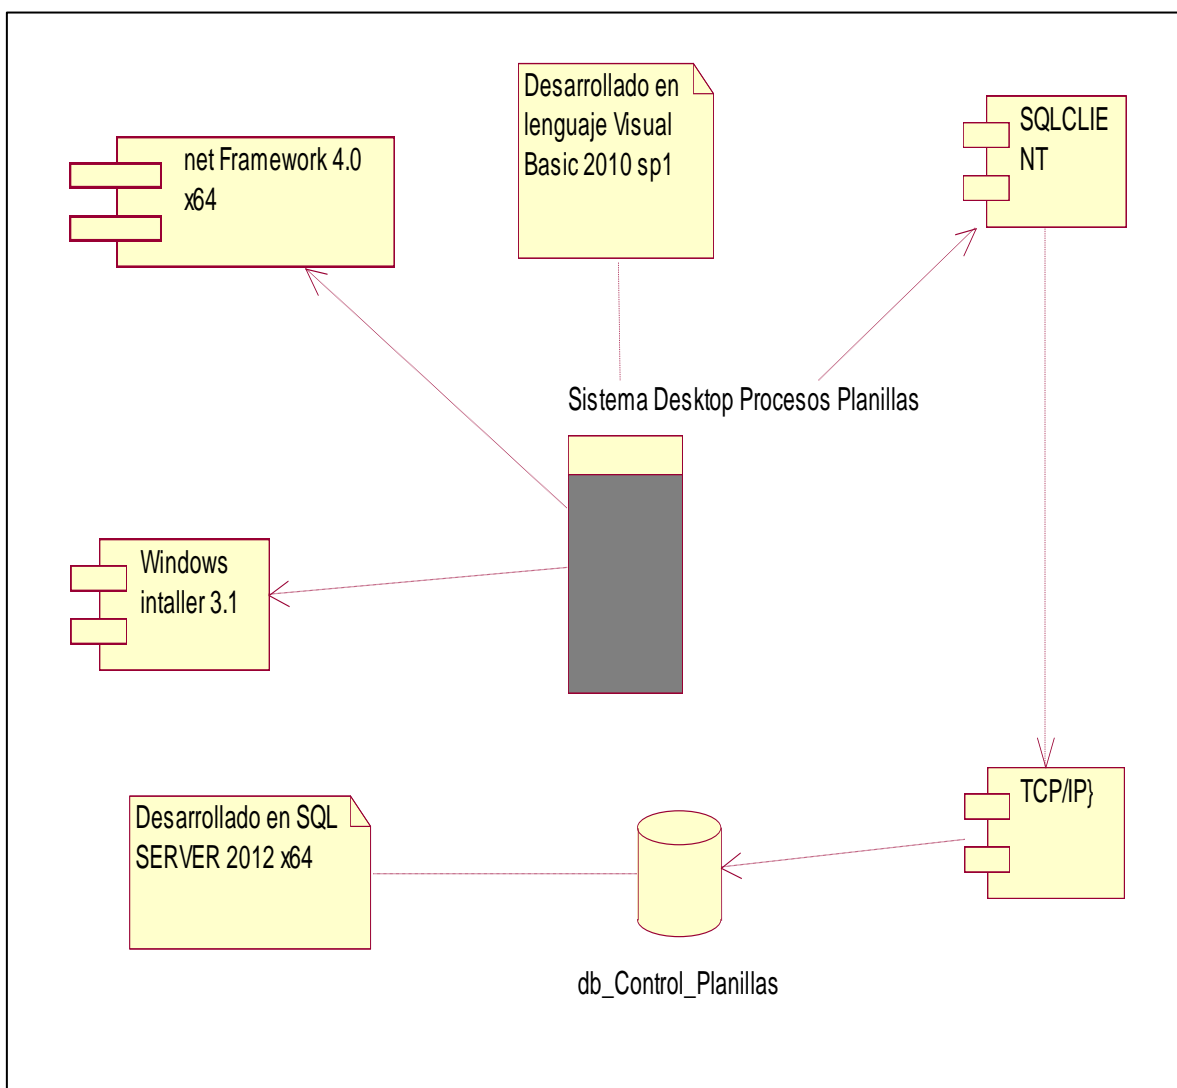 Desarrollado en
lenguaje Visual
Basic 2010 sp1
net Framework 4.0
x64
SQLCLIE
NT
Sistema Desktop Procesos Planillas
Windows
intaller 3.1
Desarrollado en SQL
SERVER 2012 x64
TCP/IP}
db_Control_Planillas